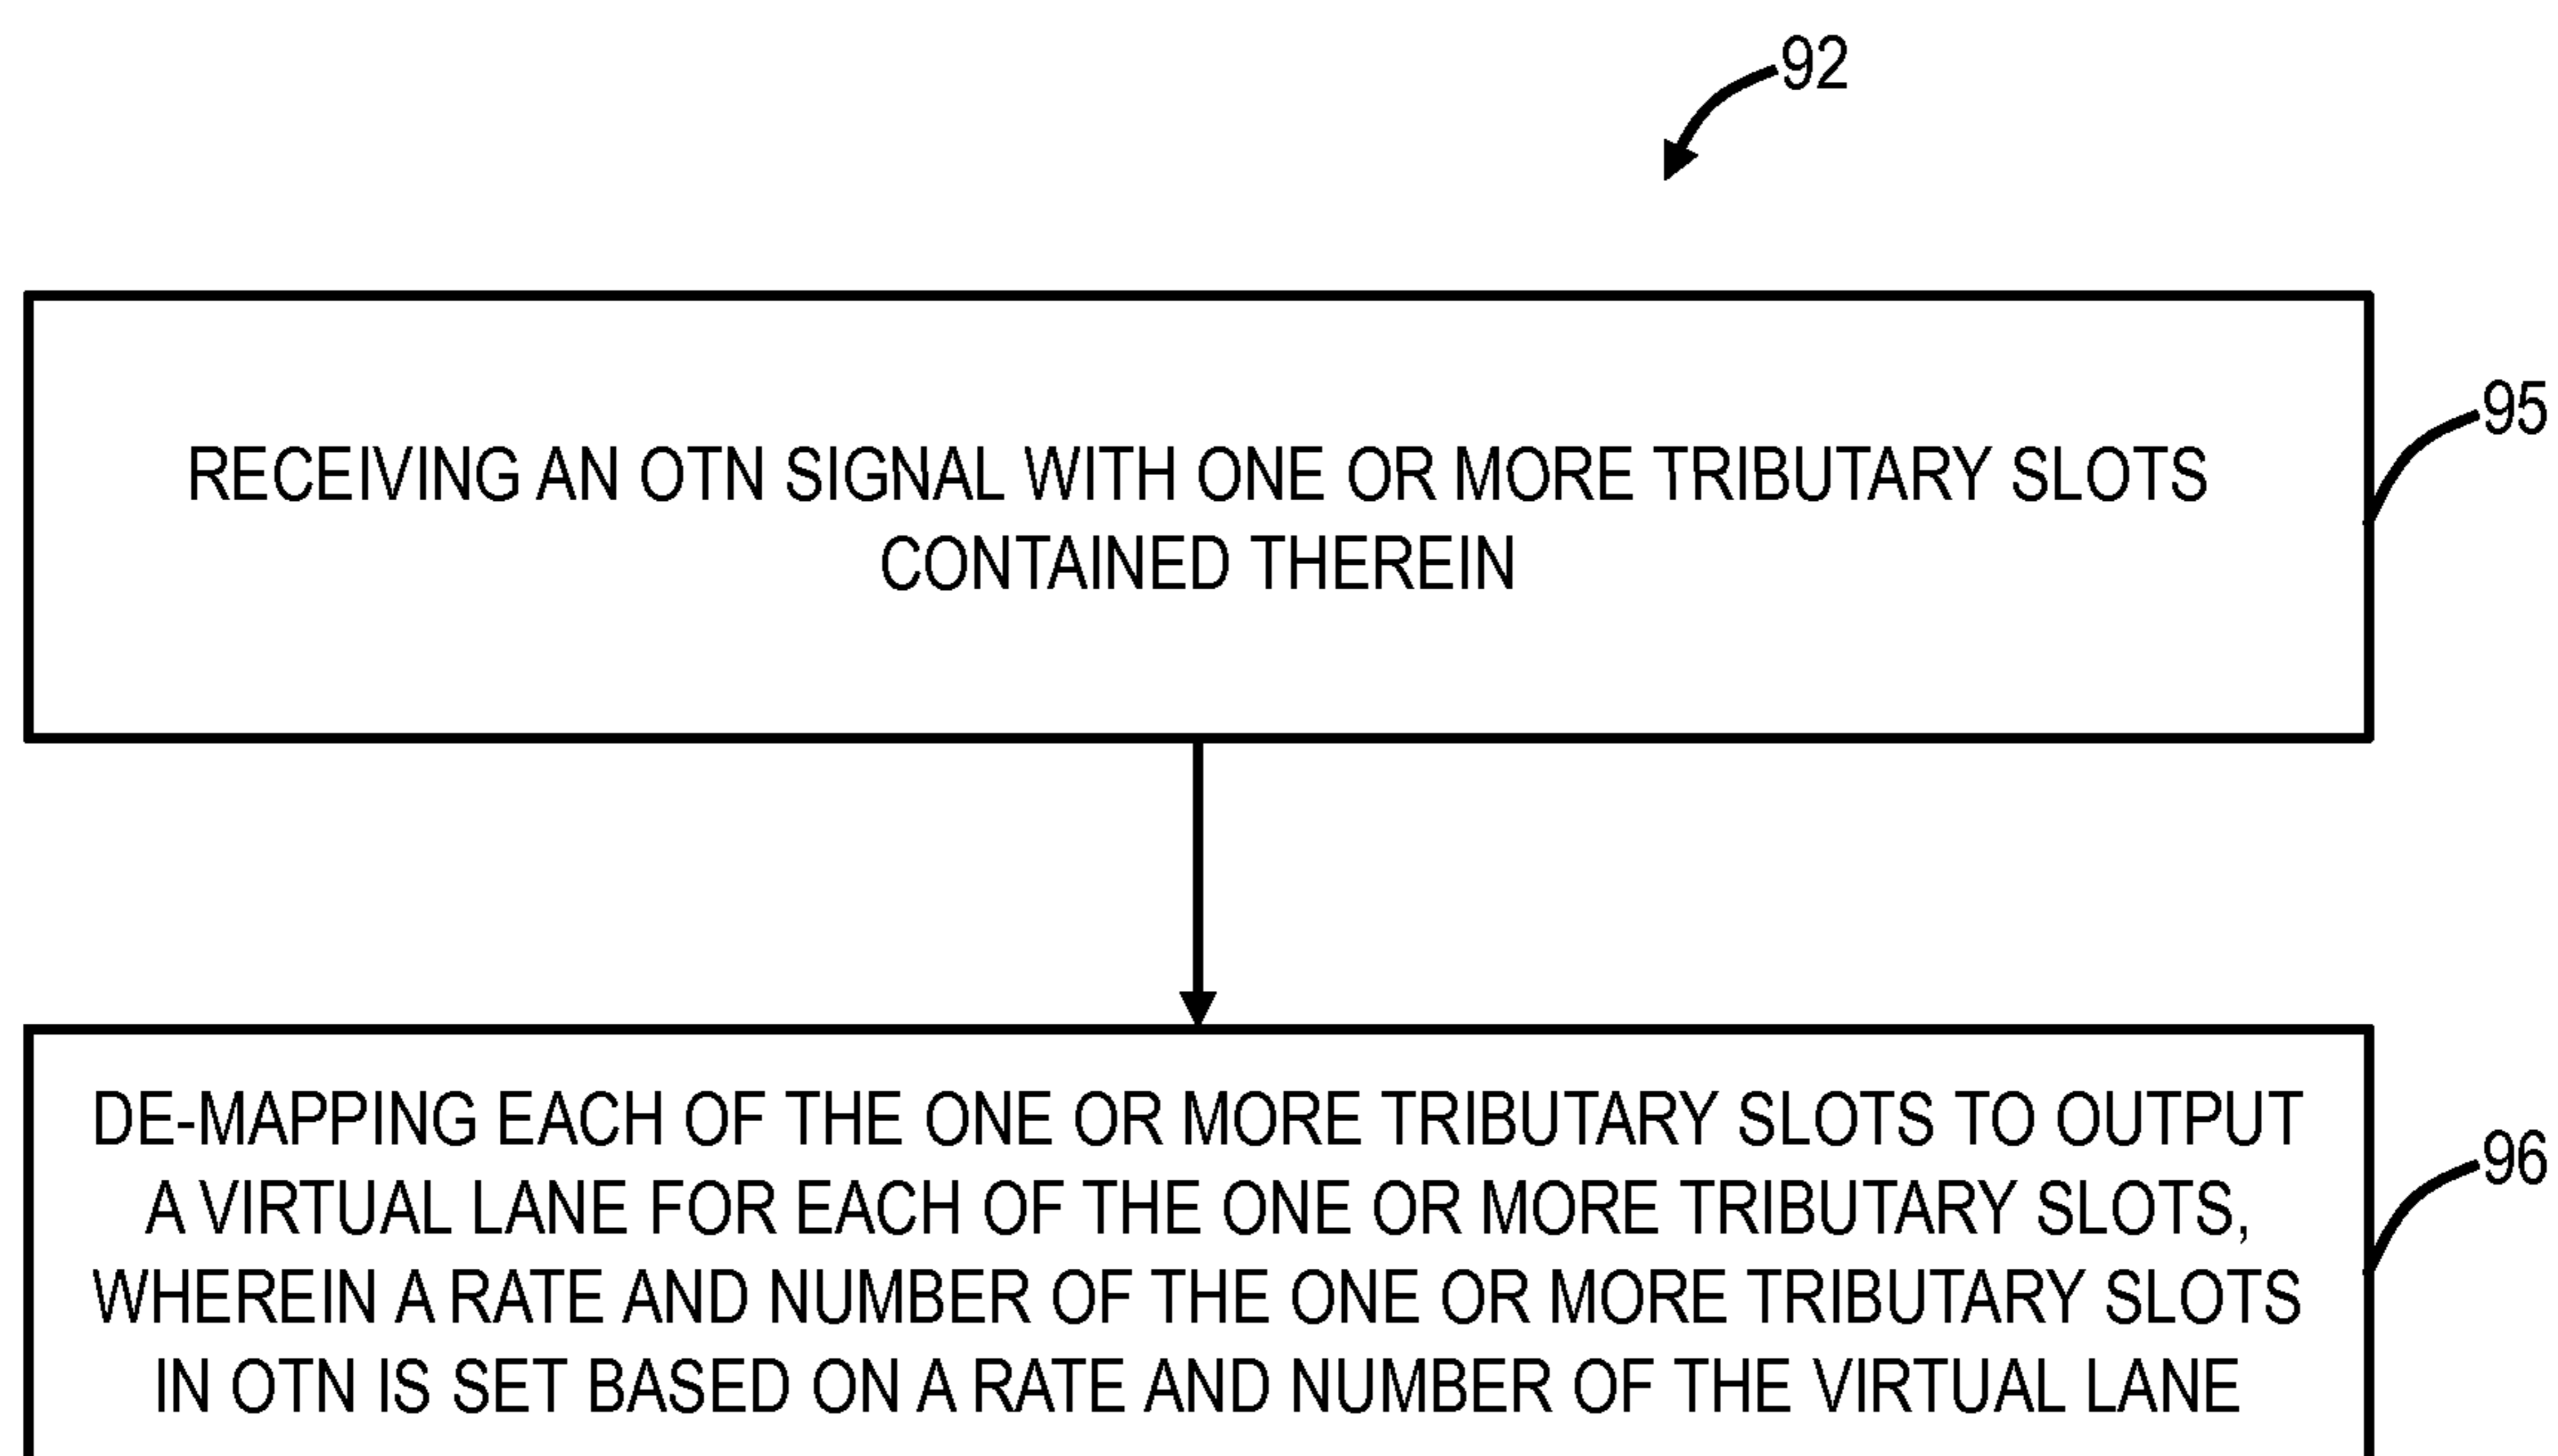 92
RECEIVING AN OTN SIGNAL WITH ONE OR MORE TRIBUTARY SLOTS
CONTAINED THEREIN
95
DE-MAPPING EACH OF THE ONE OR MORE TRIBUTARY SLOTS TO OUTPUT
A VIRTUAL LANE FOR EACH OF THE ONE OR MORE TRIBUTARY SLOTS,
WHEREIN A RATE AND NUMBER OF THE ONE OR MORE TRIBUTARY SLOTS
IN OTN IS SET BASED ON A RATE AND NUMBER OF THE VIRTUAL LANE
96